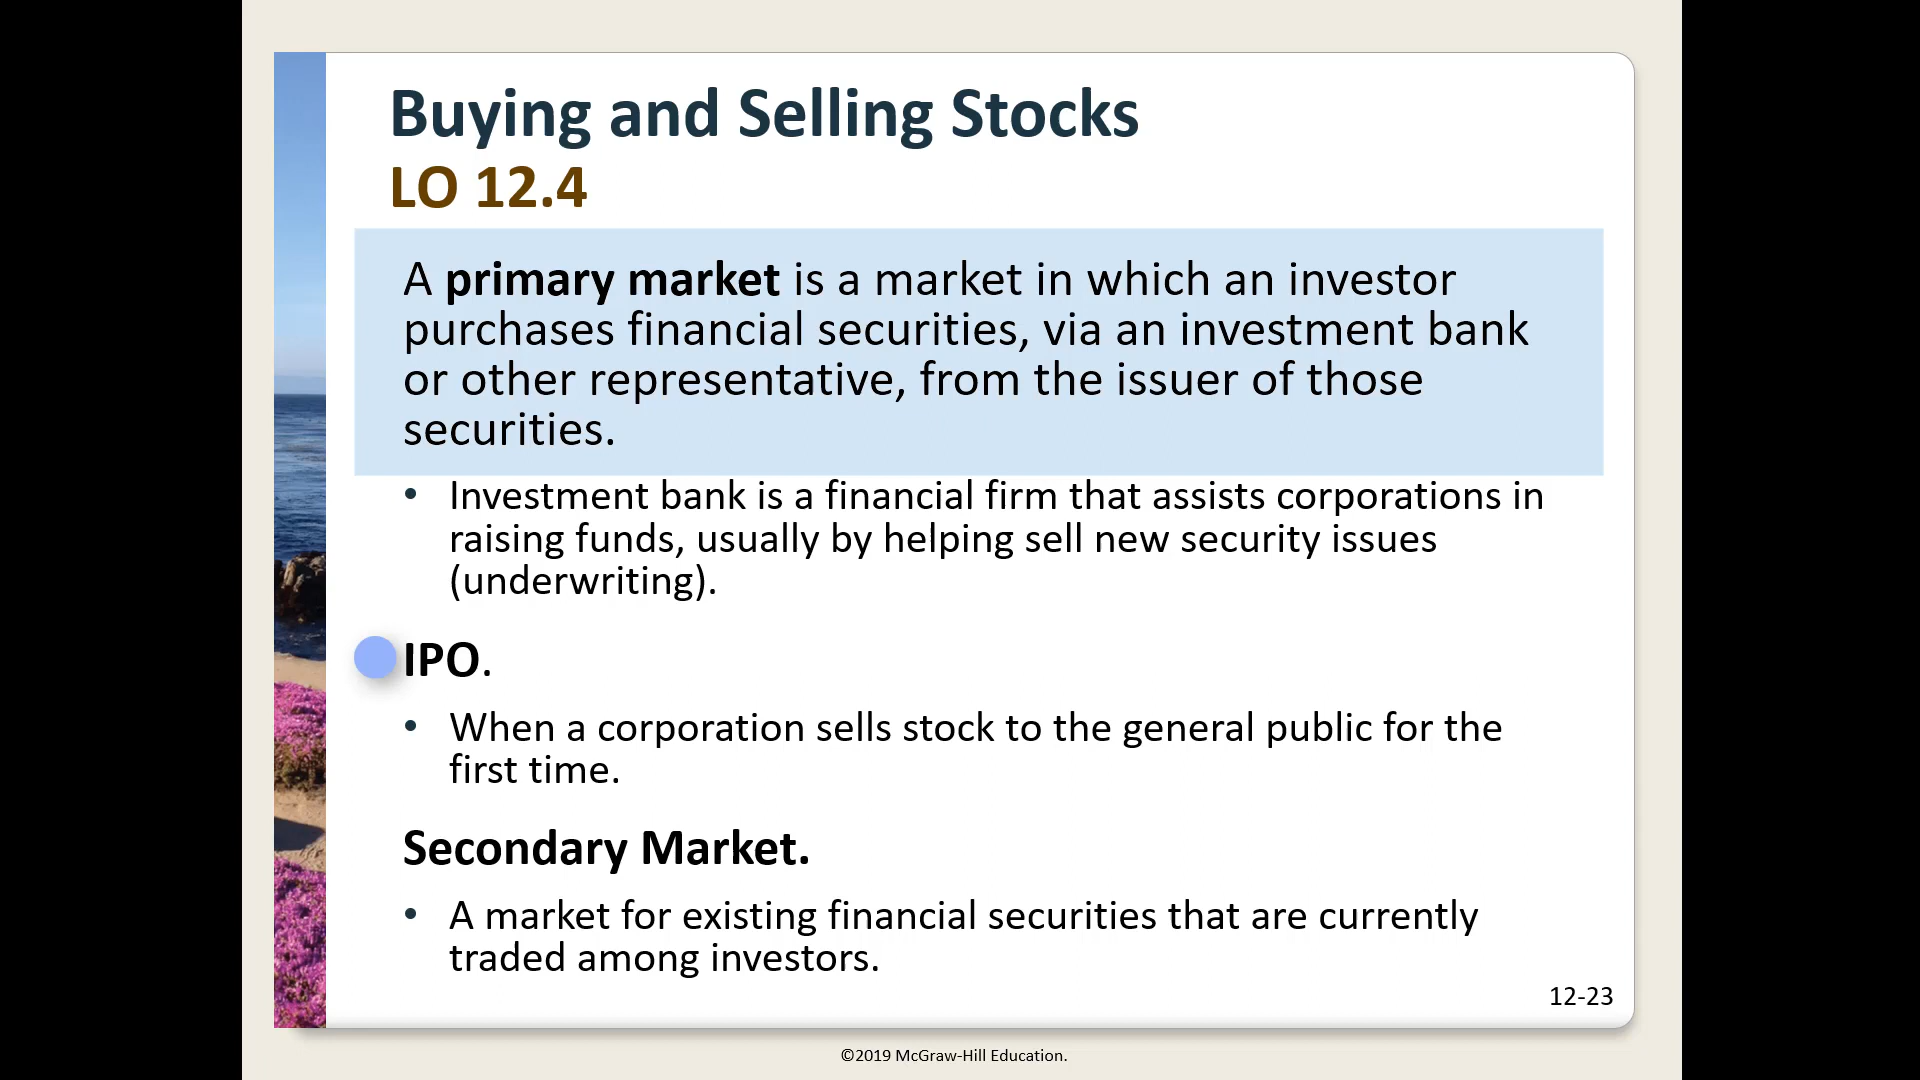 Buying and Selling Stocks
LO 12.4
A primary market is a market in which an investor
purchases financial securities, via an investment bank
or other representative, from the issuer of those
securities.
• Investment bank is a financial firm that assists corporations in
raising funds, usually by helping sell new security issues
(underwriting).
IPO.
• When a corporation sells stock to the general public for the
first time.
Secondary Market.
• A market for existing financial securities that are currently
traded among investors.
12-23
©2019 McGraw-Hill Education.